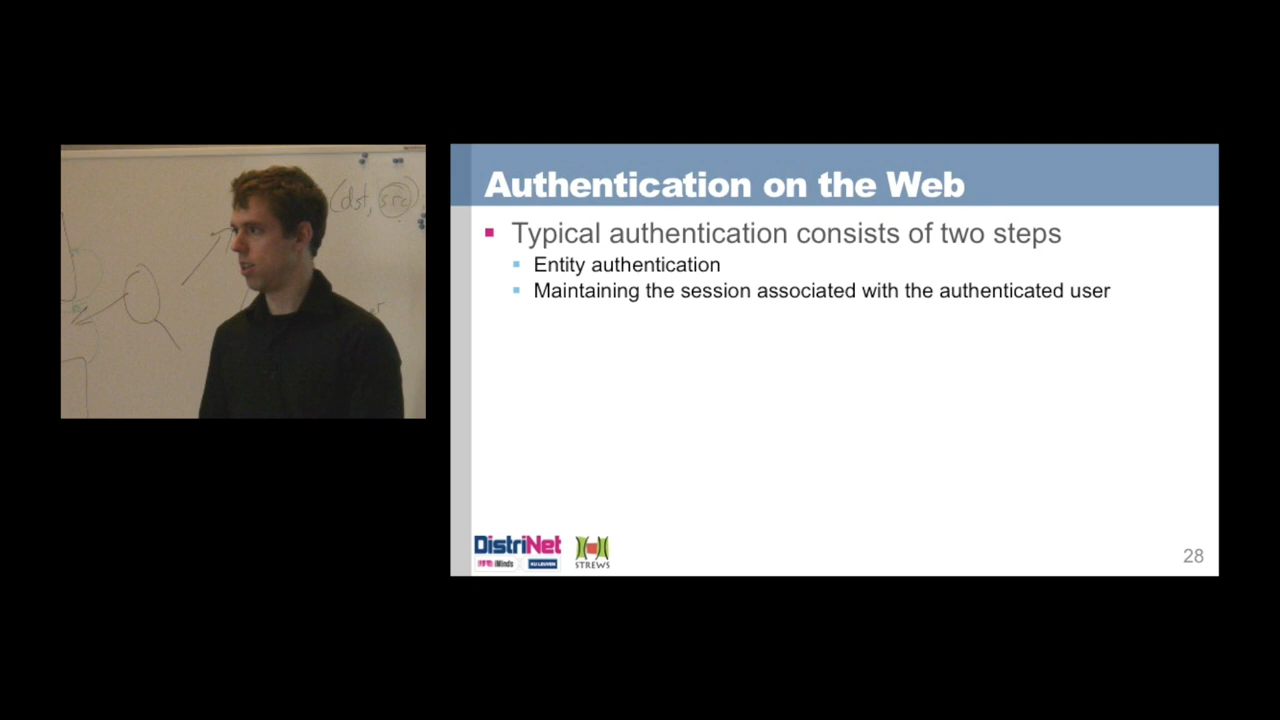 (dst, src)
Authentication on the Web
Typical authentication consists of two steps
Entity authentication
Maintaining the session associated with the authenticated user
DistriNet
iMinds
KU LEUVEN
STREWS
28